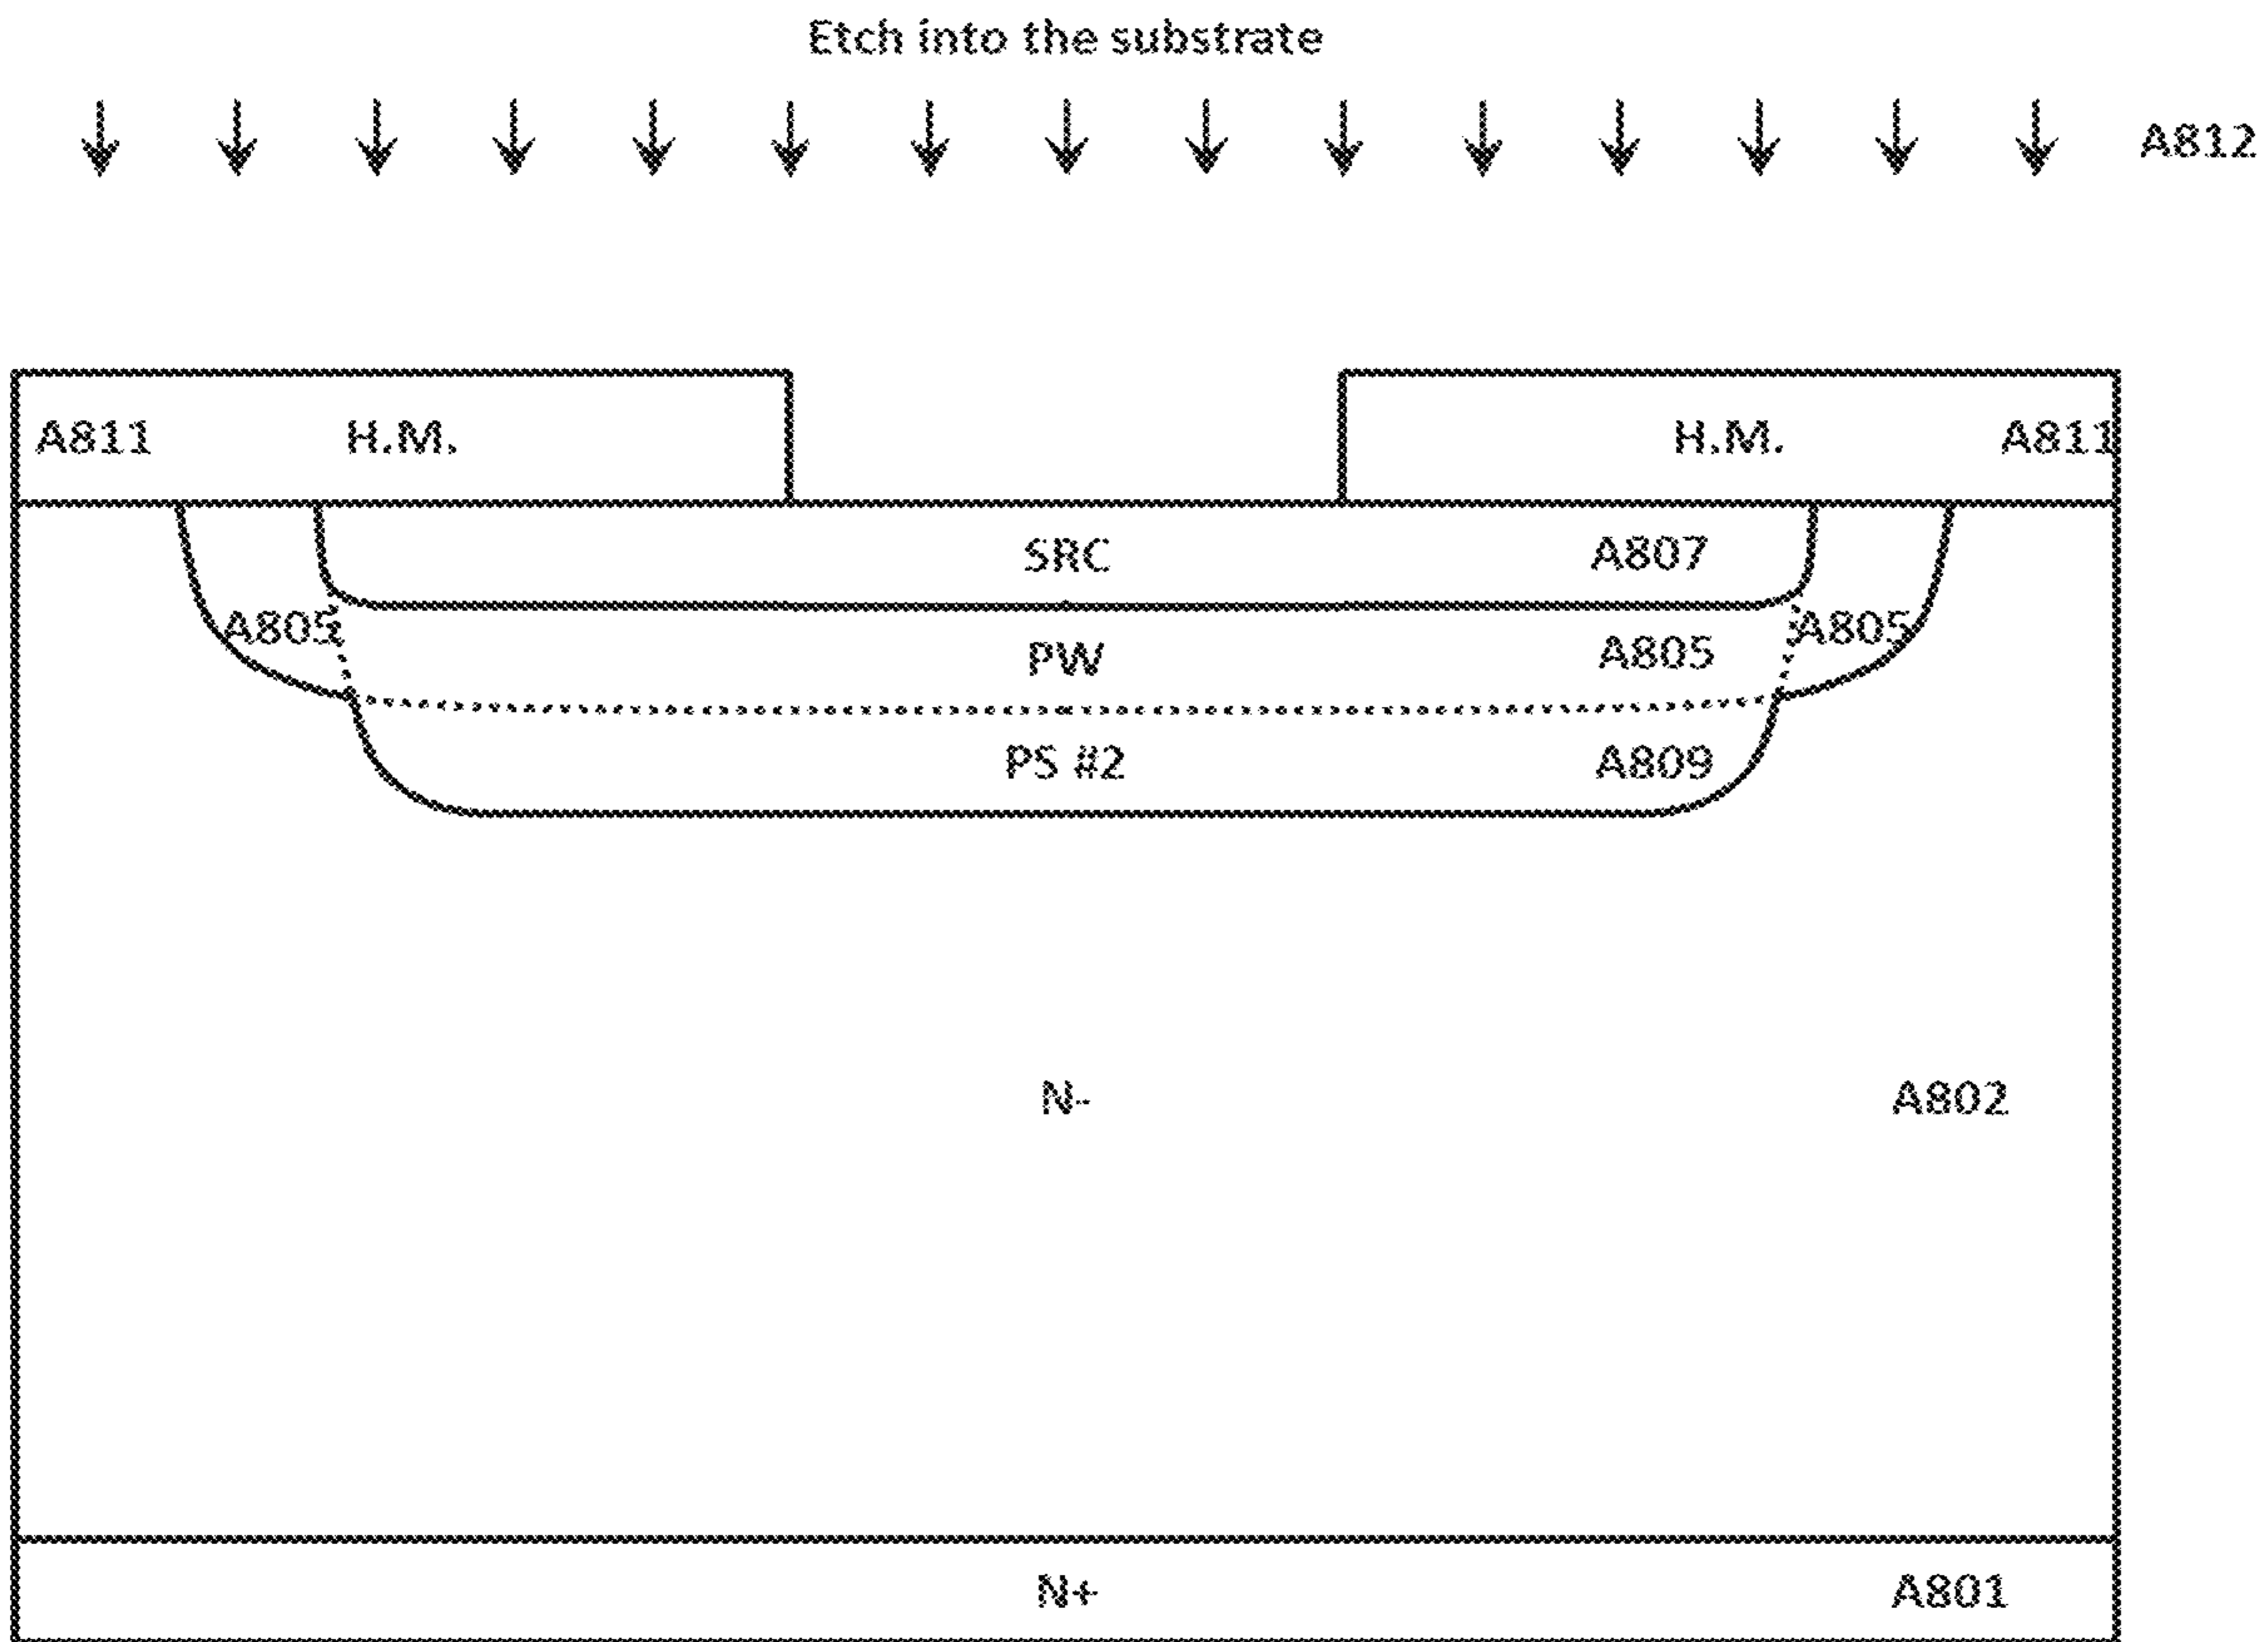 Etch into the substrate
A812
A811 H.M. H.M. A811
SRC A807
A805 PW A805 A805
PS #2 A809
N- A802
N+ A801